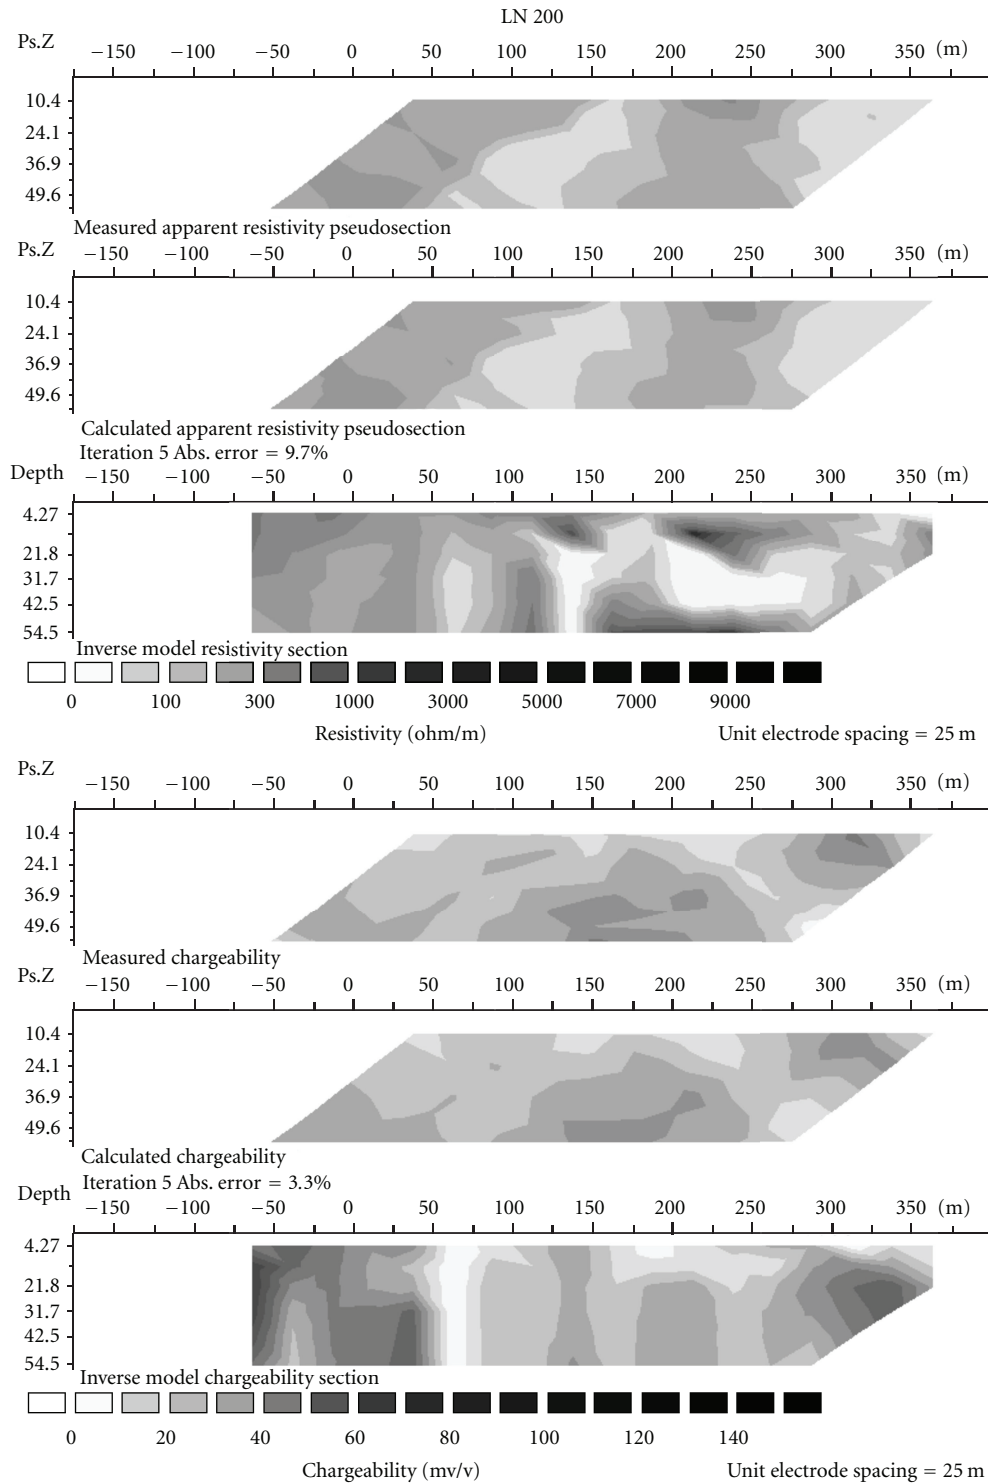 LN 200
Ps.Z −150 −100 −50 0 50 100 150 200 250 300 350 (m)
10.4
24.1
36.9
49.6
Measured apparent resistivity pseudosection
Ps.Z −150 −100 −50 0 50 100 150 200 250 300 350 (m)
10.4
24.1
36.9
49.6
Calculated apparent resistivity pseudosection
Iteration 5 Abs. error = 9.7%
Depth −150 −100 −50 0 50 100 150 200 250 300 350 (m)
4.27
21.8
31.7
42.5
54.5
Inverse model resistivity section
0 100 300 1000 3000 5000 7000 9000
Resistivity (ohm/m) Unit electrode spacing = 25 m
Ps.Z −150 −100 −50 0 50 100 150 200 250 300 350 (m)
10.4
24.1
36.9
49.6
Measured chargeability
Ps.Z −150 −100 −50 0 50 100 150 200 250 300 350 (m)
10.4
24.1
36.9
49.6
Calculated chargeability
Iteration 5 Abs. error = 3.3%
Depth −150 −100 −50 0 50 100 150 200 250 300 350 (m)
4.27
21.8
31.7
42.5
54.5
Inverse model chargeability section
0 20 40 60 80 100 120 140
Chargeability (mv/v) Unit electrode spacing = 25 m